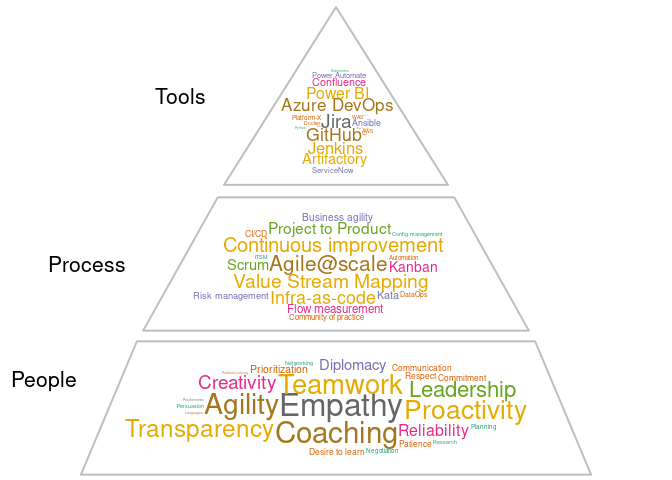 Kubernetes
Power Automate
Confluence
Power BI
Tools
Azure DevOps
Platform-X Jira WAS
Docker Ansible
Python GitHub AWS
Jenkins
Artifactory
ServiceNow
Business agility
Project to Product
CI/CD Config management
Continuous improvement
ITSM Automation
Process Scrum Agile@scale Kanban
Value Stream Mapping
Risk management Infra-as-code Kata DataOps
Flow measurement
Community of practice
Networking Diplomacy
Prioritization Communication
Problem solving Respect Commitment
People Creativity Teamwork Leadership
Persuasion Agility Empathy Proactivity
Languages
Transparency Coaching Reliability Planning
Patience Research
Desire to learn Negotiation